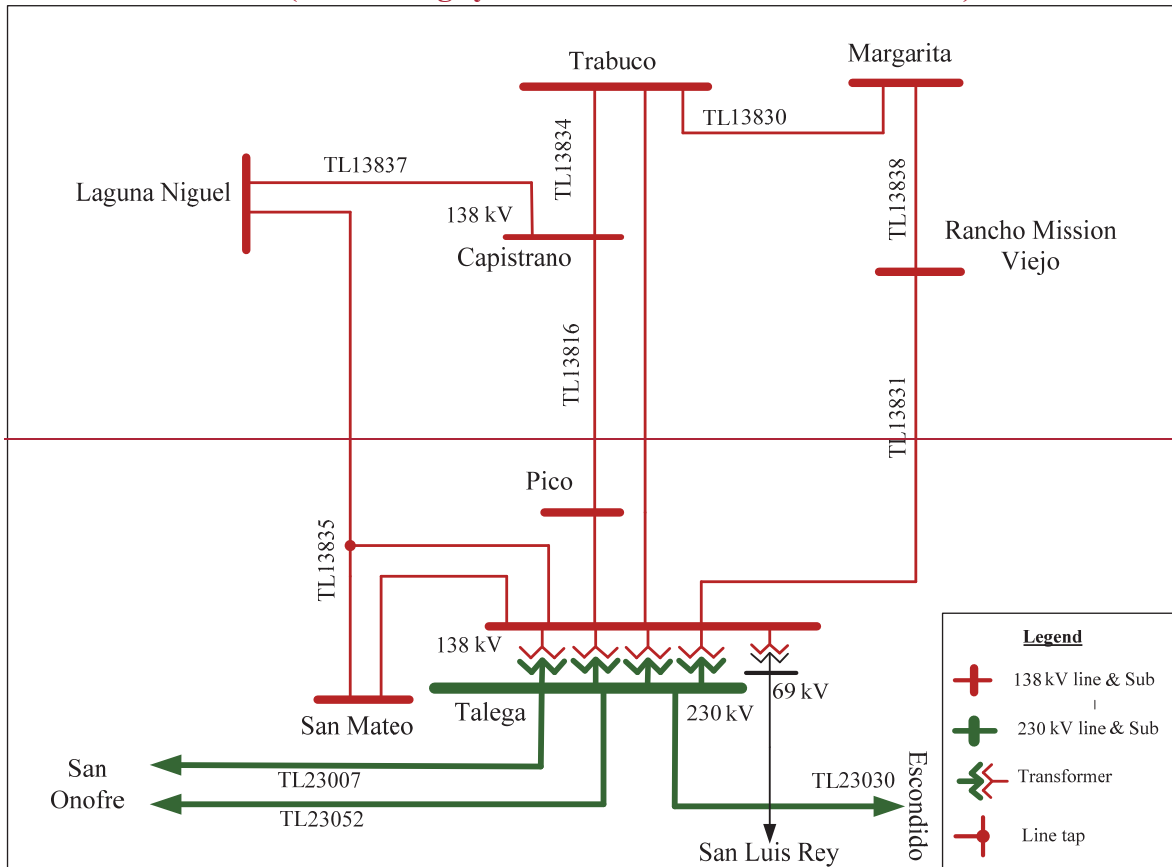 Trabuco
Margarita
TL13830
TL13834
TL13837
Laguna Niguel
138 kV
Capistrano
TL13838
Rancho Mission
Viejo
TL13816
TL13831
Pico
TL13835
138 kV
69 kV
San Mateo
Talega
230 kV
San
Onofre
TL23007
TL23052
TL23030
Escondido
San Luis Rey
Legend
138 kV line & Sub
230 kV line & Sub
Transformer
Line tap